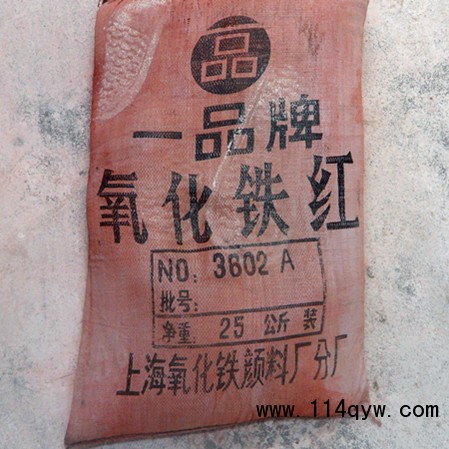 品
一品牌
氧化铁红
NO: 3602 A
批号:
净重: 25 公斤 装
上海氧化铁颜料厂分厂
www.114qyw.com